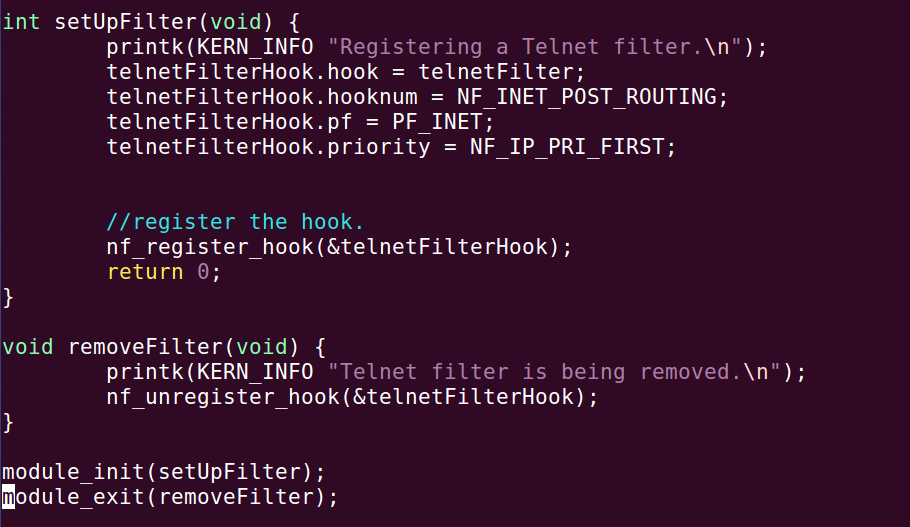 int setUpFilter(void) {
        printk(KERN_INFO "Registering a Telnet filter.\n");
        telnetFilterHook.hook = telnetFilter;
        telnetFilterHook.hooknum = NF_INET_POST_ROUTING;
        telnetFilterHook.pf = PF_INET;
        telnetFilterHook.priority = NF_IP_PRI_FIRST;


        //register the hook.
        nf_register_hook(&telnetFilterHook);
        return 0;
}

void removeFilter(void) {
        printk(KERN_INFO "Telnet filter is being removed.\n");
        nf_unregister_hook(&telnetFilterHook);
}

module_init(setUpFilter);
module_exit(removeFilter);